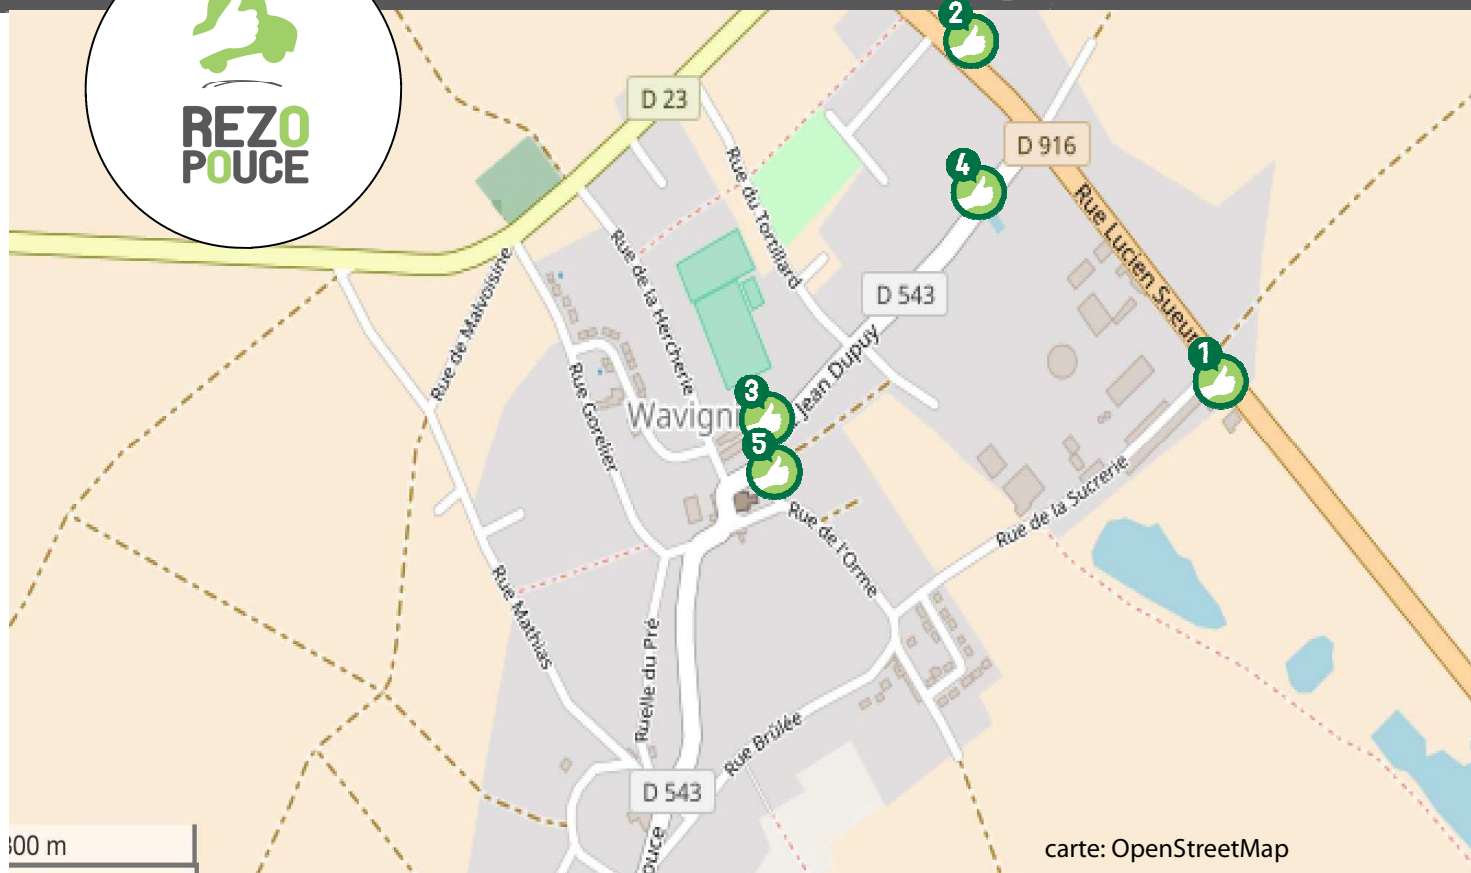 2
REZO
POUCE
D 23
D 916
4
Rue du Tortillard
Rue Lucien Sueur
Rue de la Hercherie
Rue de Malvoisine
D 543
1
Jean Dupuy
3
Wavigni
Rue Gorelier
5
Rue de la Sucrerie
Rue de l'Orme
Rue Mathias
Ruelle du Pré
Rue Brûlée
D 543
ouce
300 m
carte: OpenStreetMap